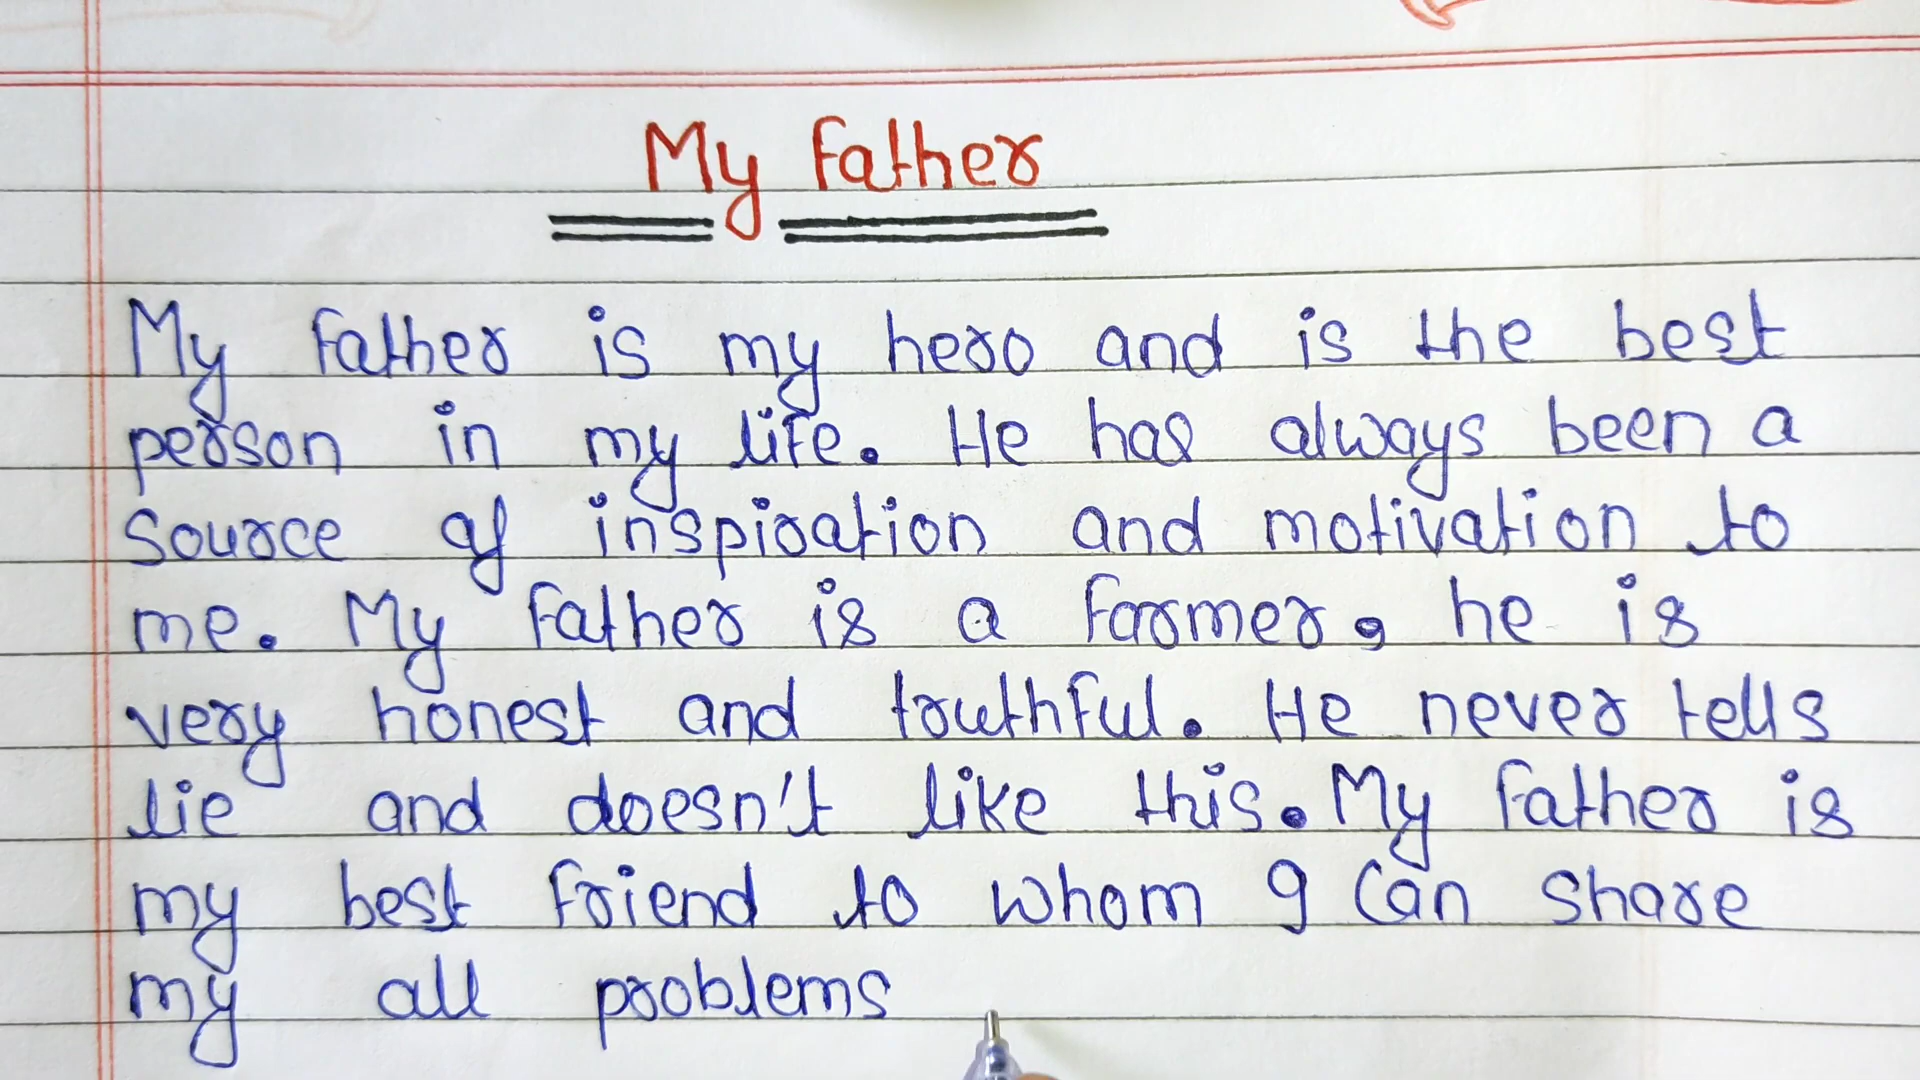 My Father
My Father is my hero and is the best
person in my life. He has always been a
Source of inspiration and motivation to
me. My Father is a Farmer, he is
very honest and truthful. He never tells
lie and doesn't like this. My Father is
my best Friend to whom I Can Share
my all problems